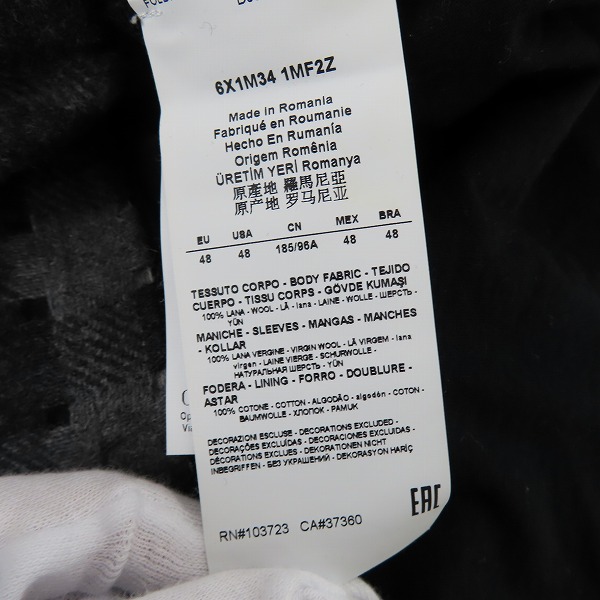 6X1M34 1MF2Z
Made in Romania
Fabriqué en Roumanie
Hecho En Rumanía
Origem Romênia
ÜRETİM YERİ Romanya
原產地 羅馬尼亞
原产地 罗马尼亚
EU USA CN MEX BRA
48 48 185/96A 48 48
TESSUTO CORPO - BODY FABRIC - TEJIDO
CUERPO - TISSU CORPS - GÖVDE KUMAŞI
100% LANA - WOOL - LÃ - lana - LAINE - WOLLE - ШЕРСТЬ -
YÜN
MANICHE - SLEEVES - MANGAS - MANCHES
- KOLLAR
100% LANA VERGINE - VIRGIN WOOL - LÃ VIRGEM - lana
virgen - LAINE VIERGE - SCHURWOLLE -
НАТУРАЛЬНАЯ ШЕРСТЬ - YÜN
FODERA - LINING - FORRO - DOUBLURE -
ASTAR
100% COTONE - COTTON - ALGODÃO - algodón - COTON -
BAUMWOLLE - ХЛОПОК - PAMUK
DECORAZIONI ESCLUSE - DECORATIONS EXCLUDED -
DECORAÇÕES EXCLUÍDAS - DECORACIONES EXCLUIDAS -
DÉCORATIONS EXCLUES - DEKORATIONEN NICHT
INBEGRIFFEN - БЕЗ УКРАШЕНИЙ - DEKORASYON HARİÇ
EAC
RN#103723 CA#37360